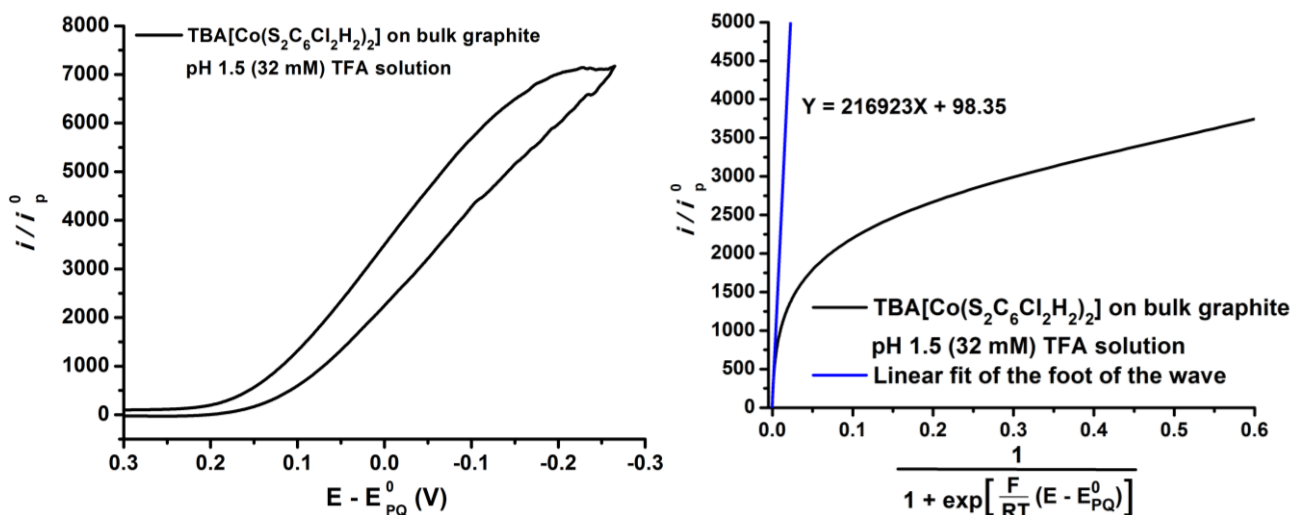 8000
7000
6000
5000
4000
3000
2000
1000
0
i / i⁰ₚ
TBA[Co(S₂C₆Cl₂H₂)₂] on bulk graphite
pH 1.5 (32 mM) TFA solution
0.3 0.2 0.1 0.0 -0.1 -0.2 -0.3
E - E⁰PQ (V)
5000
4500
4000
3500
3000
2500
2000
1500
1000
500
0
i / i⁰ₚ
Y = 216923X + 98.35
TBA[Co(S₂C₆Cl₂H₂)₂] on bulk graphite
pH 1.5 (32 mM) TFA solution
Linear fit of the foot of the wave
0.0 0.1 0.2 0.3 0.4 0.5 0.6
1
1 + exp[F/RT (E - E⁰PQ)]